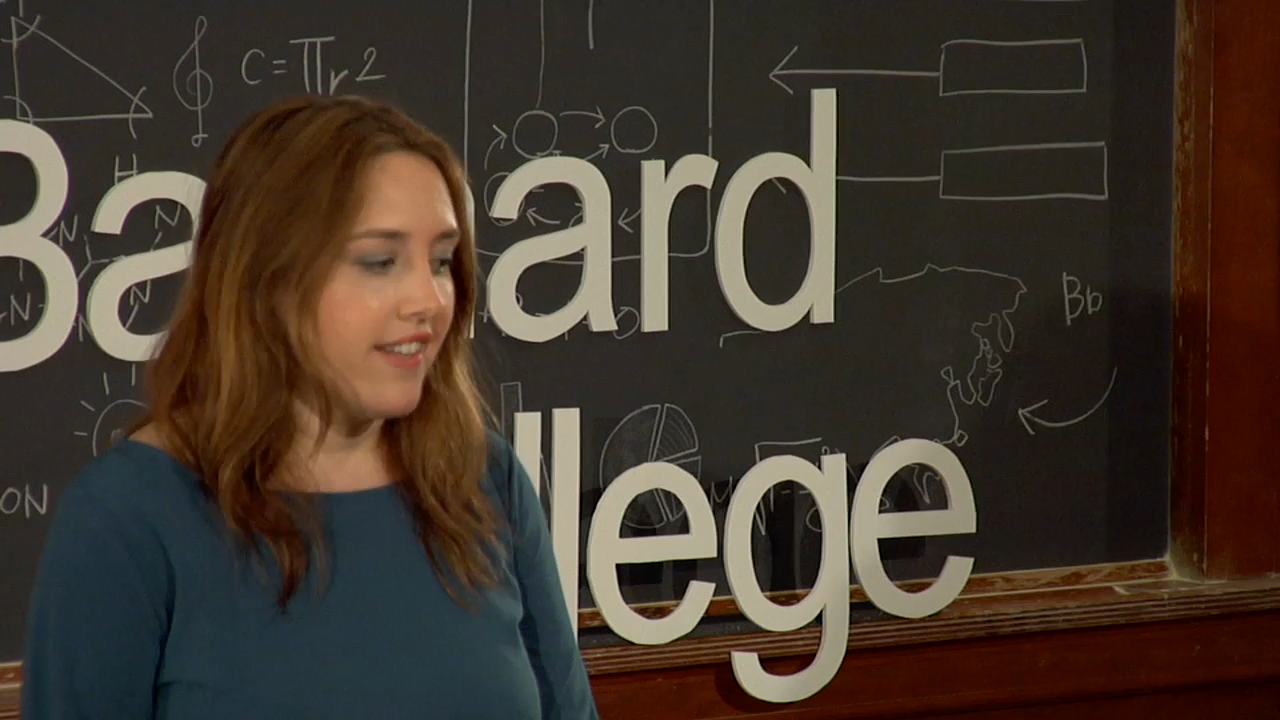 C=πr2
H
Ba ard
N N
N N N
Bb
llege
ON